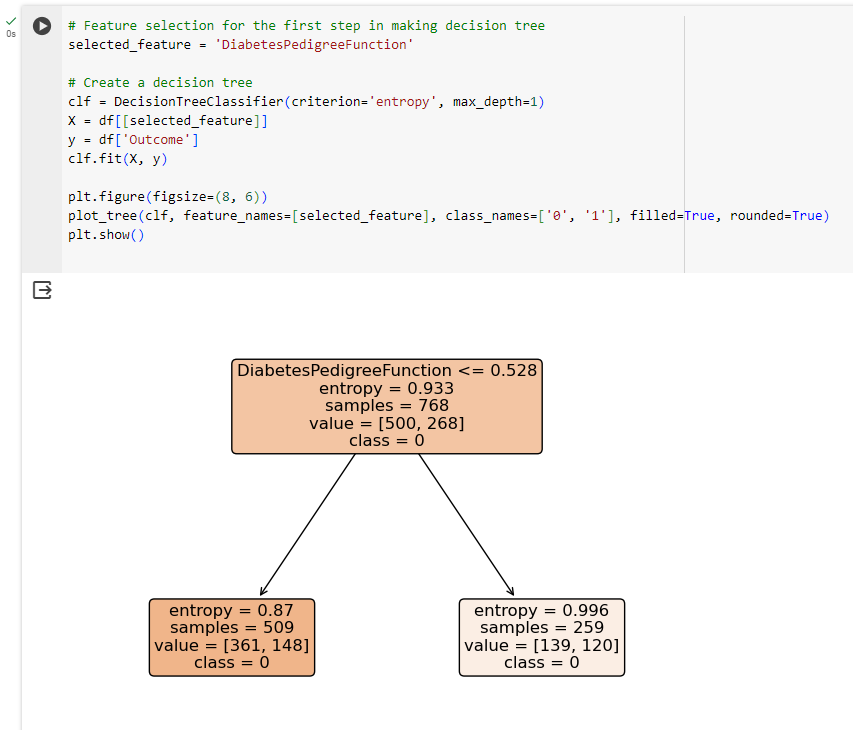 0s
# Feature selection for the first step in making decision tree
selected_feature = 'DiabetesPedigreeFunction'
# Create a decision tree
clf = DecisionTreeClassifier(criterion='entropy', max_depth=1)
X = df[[selected_feature]]
y = df['Outcome']
clf.fit(X, y)
plt.figure(figsize=(8, 6))
plot_tree(clf, feature_names=[selected_feature], class_names=['0', '1'], filled=True, rounded=True)
plt.show()
DiabetesPedigreeFunction <= 0.528
entropy = 0.933
samples = 768
value = [500, 268]
class = 0
entropy = 0.87
samples = 509
value = [361, 148]
class = 0
entropy = 0.996
samples = 259
value = [139, 120]
class = 0